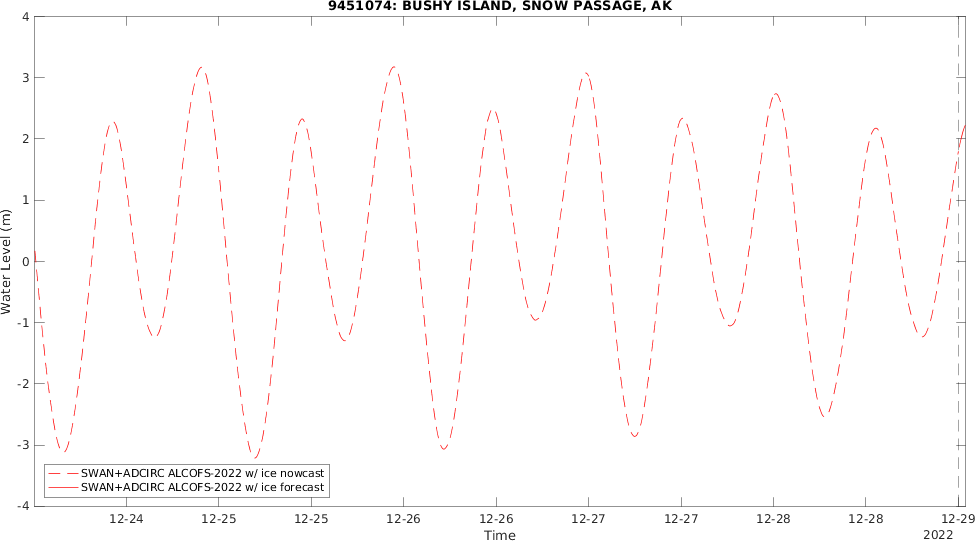 9451074: BUSHY ISLAND, SNOW PASSAGE, AK
4
3
2
1
0
-1
-2
-3
-4
Water Level (m)
SWAN+ADCIRC ALCOFS-2022 w/ ice nowcast
SWAN+ADCIRC ALCOFS-2022 w/ ice forecast
12-24 12-25 12-25 12-26 12-26 12-27 12-27 12-28 12-28 12-29
Time
2022